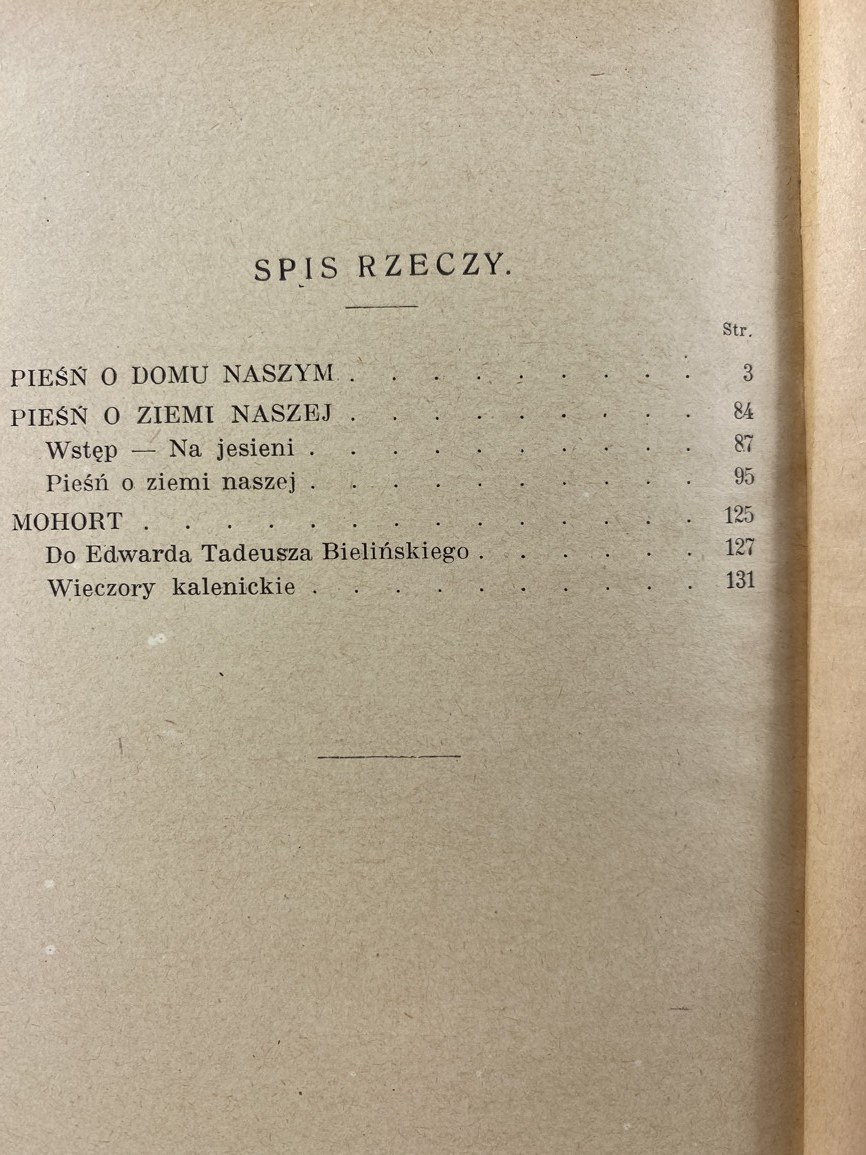 SPIS RZECZY.
Str.
PIEŚŃ O DOMU NASZYM . . . . . . . . . 3
PIEŚŃ O ZIEMI NASZEJ . . . . . . . . . 84
Wstęp — Na jesieni . . . . . . . . . . 87
Pieśń o ziemi naszej . . . . . . . . . . 95
MOHORT . . . . . . . . . . . . . . 125
Do Edwarda Tadeusza Bielińskiego . . . . . . 127
Wieczory kalenickie . . . . . . . . . . 131